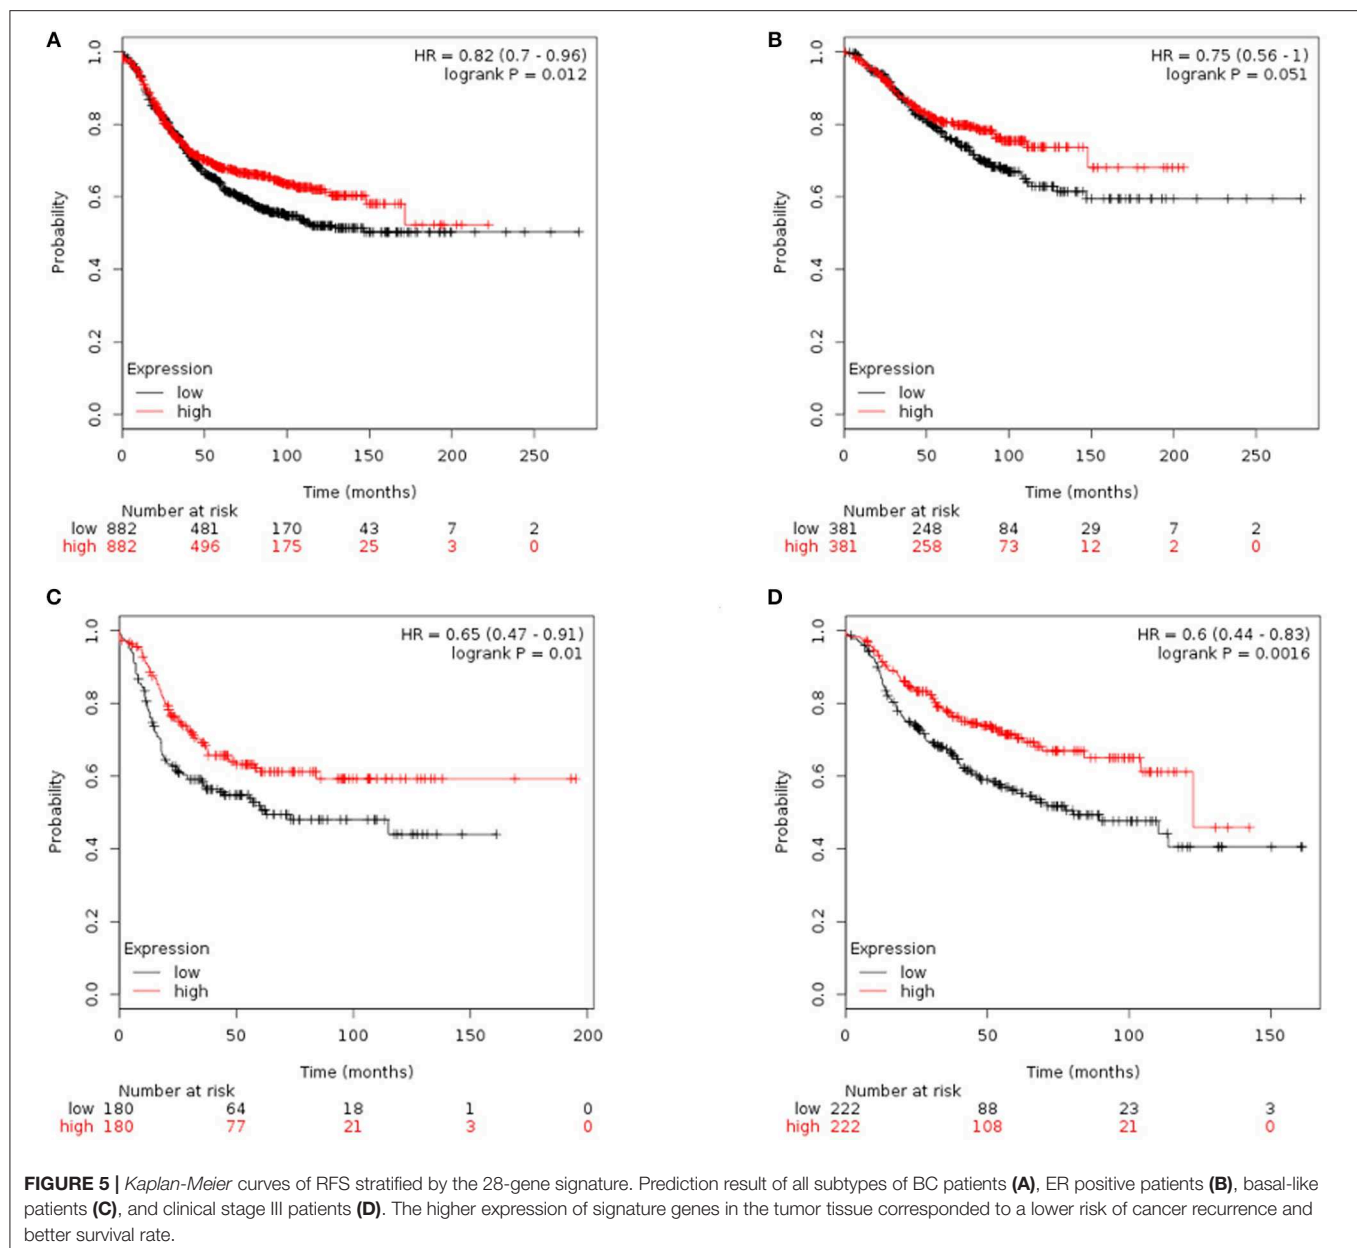 A
HR = 0.82 (0.7 - 0.96)
logrank P = 0.012
Probability
1.0
0.8
0.6
0.4
0.2
0.0
Expression
low
high
0 50 100 150 200 250
Time (months)
Number at risk
low 882 481 170 43 7 2
high 882 496 175 25 3 0
B
HR = 0.75 (0.56 - 1)
logrank P = 0.051
Probability
1.0
0.8
0.6
0.4
0.2
0.0
Expression
low
high
0 50 100 150 200 250
Time (months)
Number at risk
low 381 248 84 29 7 2
high 381 258 73 12 2 0
C
HR = 0.65 (0.47 - 0.91)
logrank P = 0.01
Probability
1.0
0.8
0.6
0.4
0.2
0.0
Expression
low
high
0 50 100 150 200
Time (months)
Number at risk
low 180 64 18 1 0
high 180 77 21 3 0
D
HR = 0.6 (0.44 - 0.83)
logrank P = 0.0016
Probability
1.0
0.8
0.6
0.4
0.2
0.0
Expression
low
high
0 50 100 150
Time (months)
Number at risk
low 222 88 23 3
high 222 108 21 0
FIGURE 5 | Kaplan-Meier curves of RFS stratified by the 28-gene signature. Prediction result of all subtypes of BC patients (A), ER positive patients (B), basal-like
patients (C), and clinical stage III patients (D). The higher expression of signature genes in the tumor tissue corresponded to a lower risk of cancer recurrence and
better survival rate.